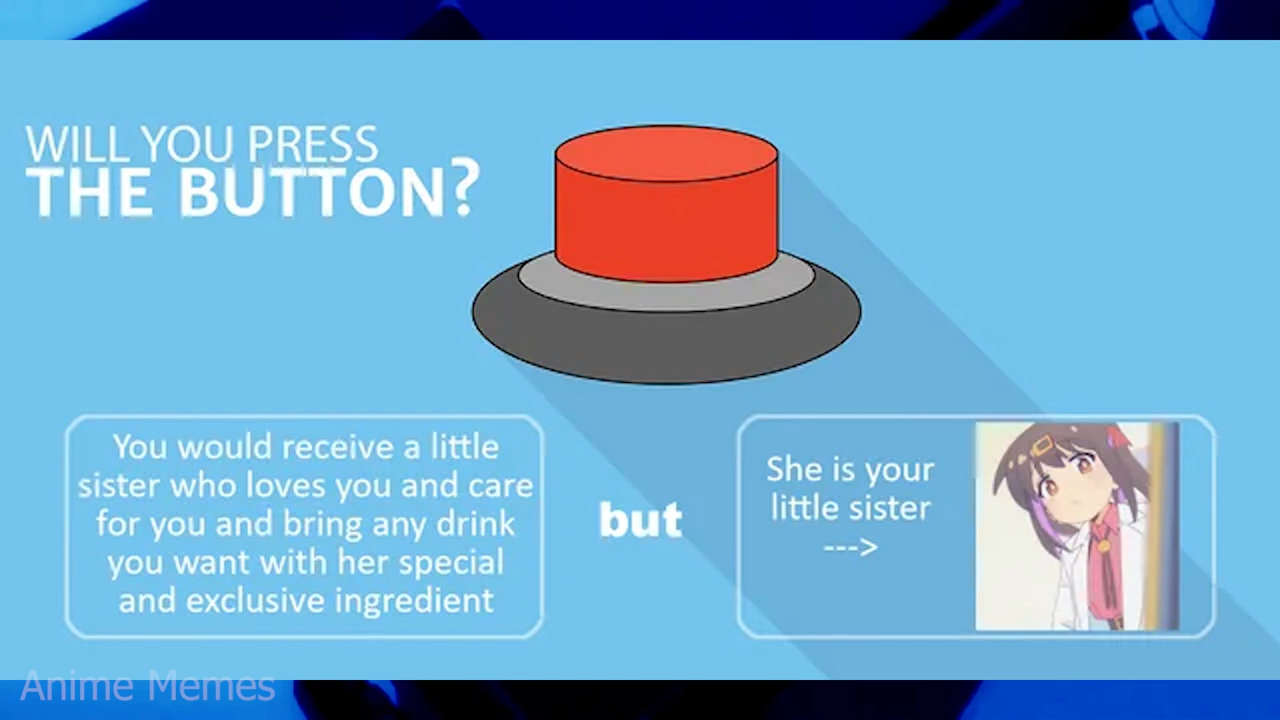 WILL YOU PRESS
THE BUTTON?
You would receive a little
sister who loves you and care
for you and bring any drink
you want with her special
and exclusive ingredient
but
She is your
little sister
--->
Anime Memes